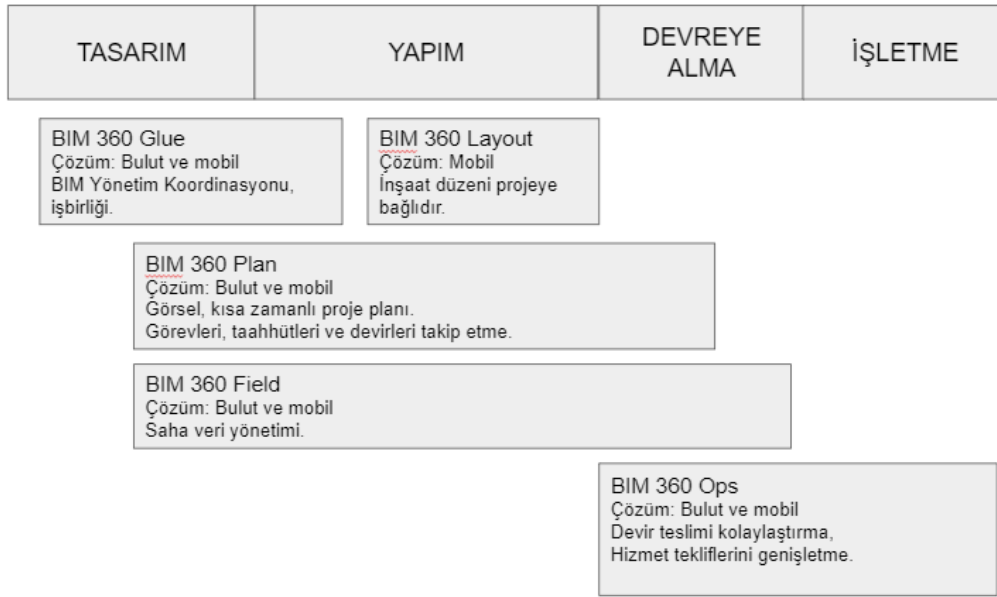 TASARIM
YAPIM
DEVREYE
ALMA
İŞLETME
BIM 360 Glue
Çözüm: Bulut ve mobil
BIM Yönetim Koordinasyonu,
işbirliği.
BIM 360 Layout
Çözüm: Mobil
İnşaat düzeni projeye
bağlıdır.
BIM 360 Plan
Çözüm: Bulut ve mobil
Görsel, kısa zamanlı proje planı.
Görevleri, taahhütleri ve devirleri takip etme.
BIM 360 Field
Çözüm: Bulut ve mobil
Saha veri yönetimi.
BIM 360 Ops
Çözüm: Bulut ve mobil
Devir teslimi kolaylaştırma,
Hizmet tekliflerini genişletme.